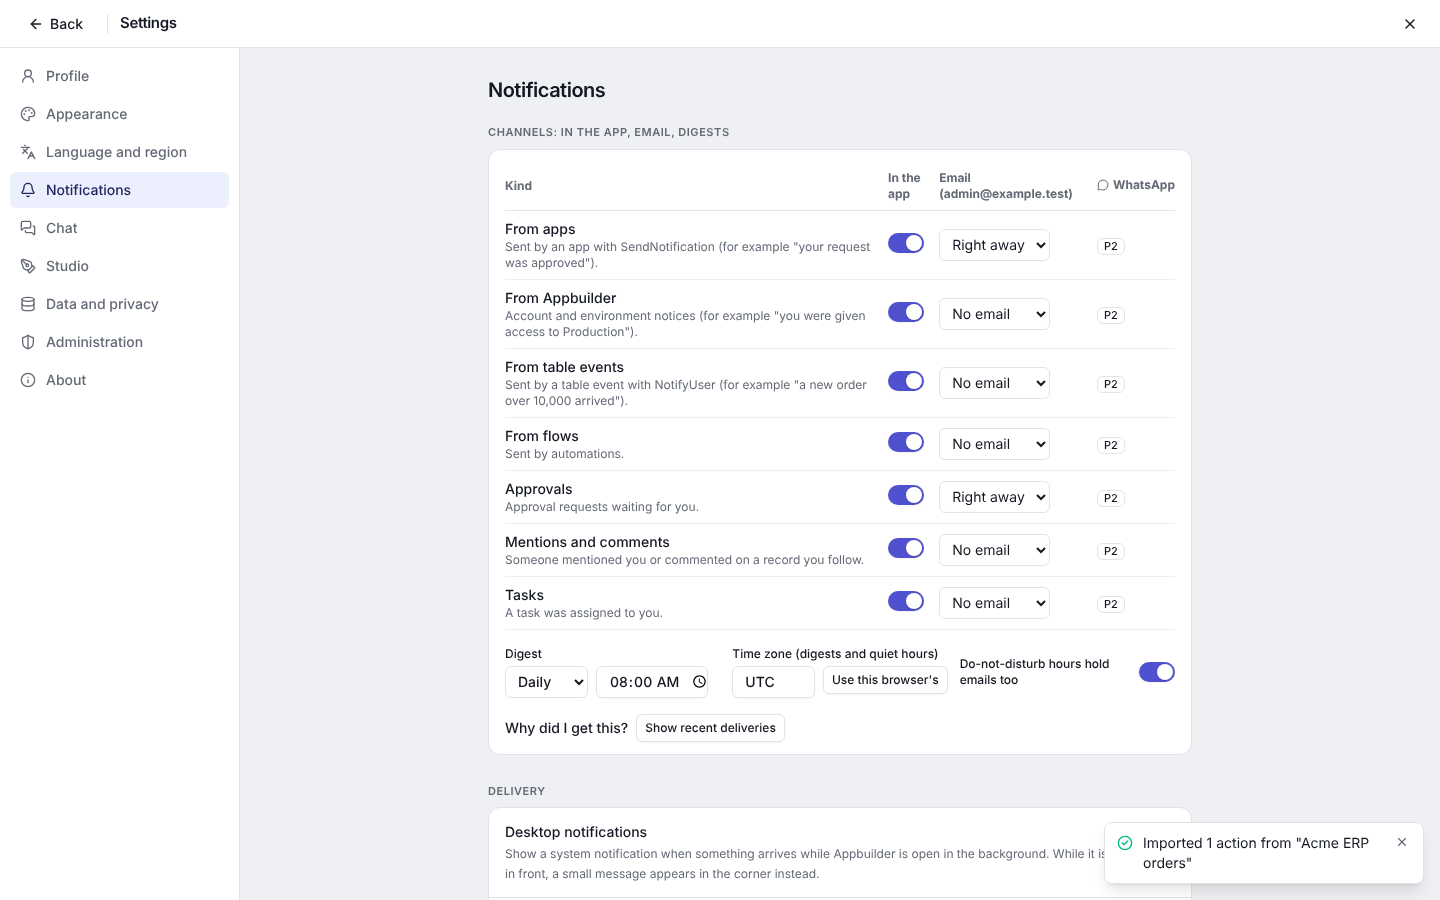 Back
Settings
Profile
Appearance
Language and region
Notifications
Chat
Studio
Data and privacy
Administration
About
Notifications
CHANNELS: IN THE APP, EMAIL, DIGESTS
Kind
In the
app
Email
(admin@example.test)
WhatsApp
From apps
Sent by an app with SendNotification (for example "your request
was approved").
Right away
P2
From Appbuilder
Account and environment notices (for example "you were given
access to Production").
No email
P2
From table events
Sent by a table event with NotifyUser (for example "a new order
over 10,000 arrived").
No email
P2
From flows
Sent by automations.
No email
P2
Approvals
Approval requests waiting for you.
Right away
P2
Mentions and comments
Someone mentioned you or commented on a record you follow.
No email
P2
Tasks
A task was assigned to you.
No email
P2
Digest
Daily
08:00 AM
Time zone (digests and quiet hours)
UTC
Use this browser's
Do-not-disturb hours hold
emails too
Why did I get this?
Show recent deliveries
DELIVERY
Desktop notifications
Show a system notification when something arrives while Appbuilder is open in the background. While it is
in front, a small message appears in the corner instead.
Imported 1 action from "Acme ERP
orders"